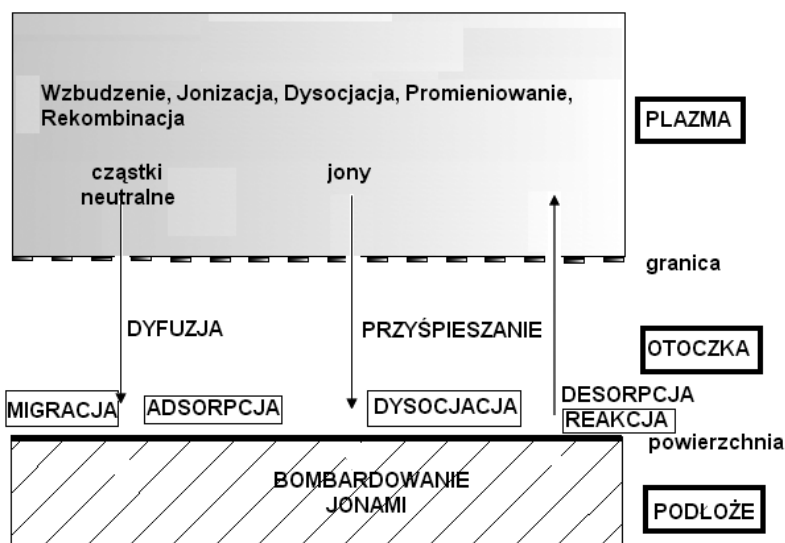 Wzbudzenie, Jonizacja, Dysocjacja, Promieniowanie,
Rekombinacja
PLAZMA
cząstki
neutralne
jony
granica
DYFUZJA
PRZYŚPIESZANIE
OTOCZKA
MIGRACJA
ADSORPCJA
DYSOCJACJA
DESORPCJA
REAKCJA
powierzchnia
BOMBARDOWANIE
JONAMI
PODŁOŻE